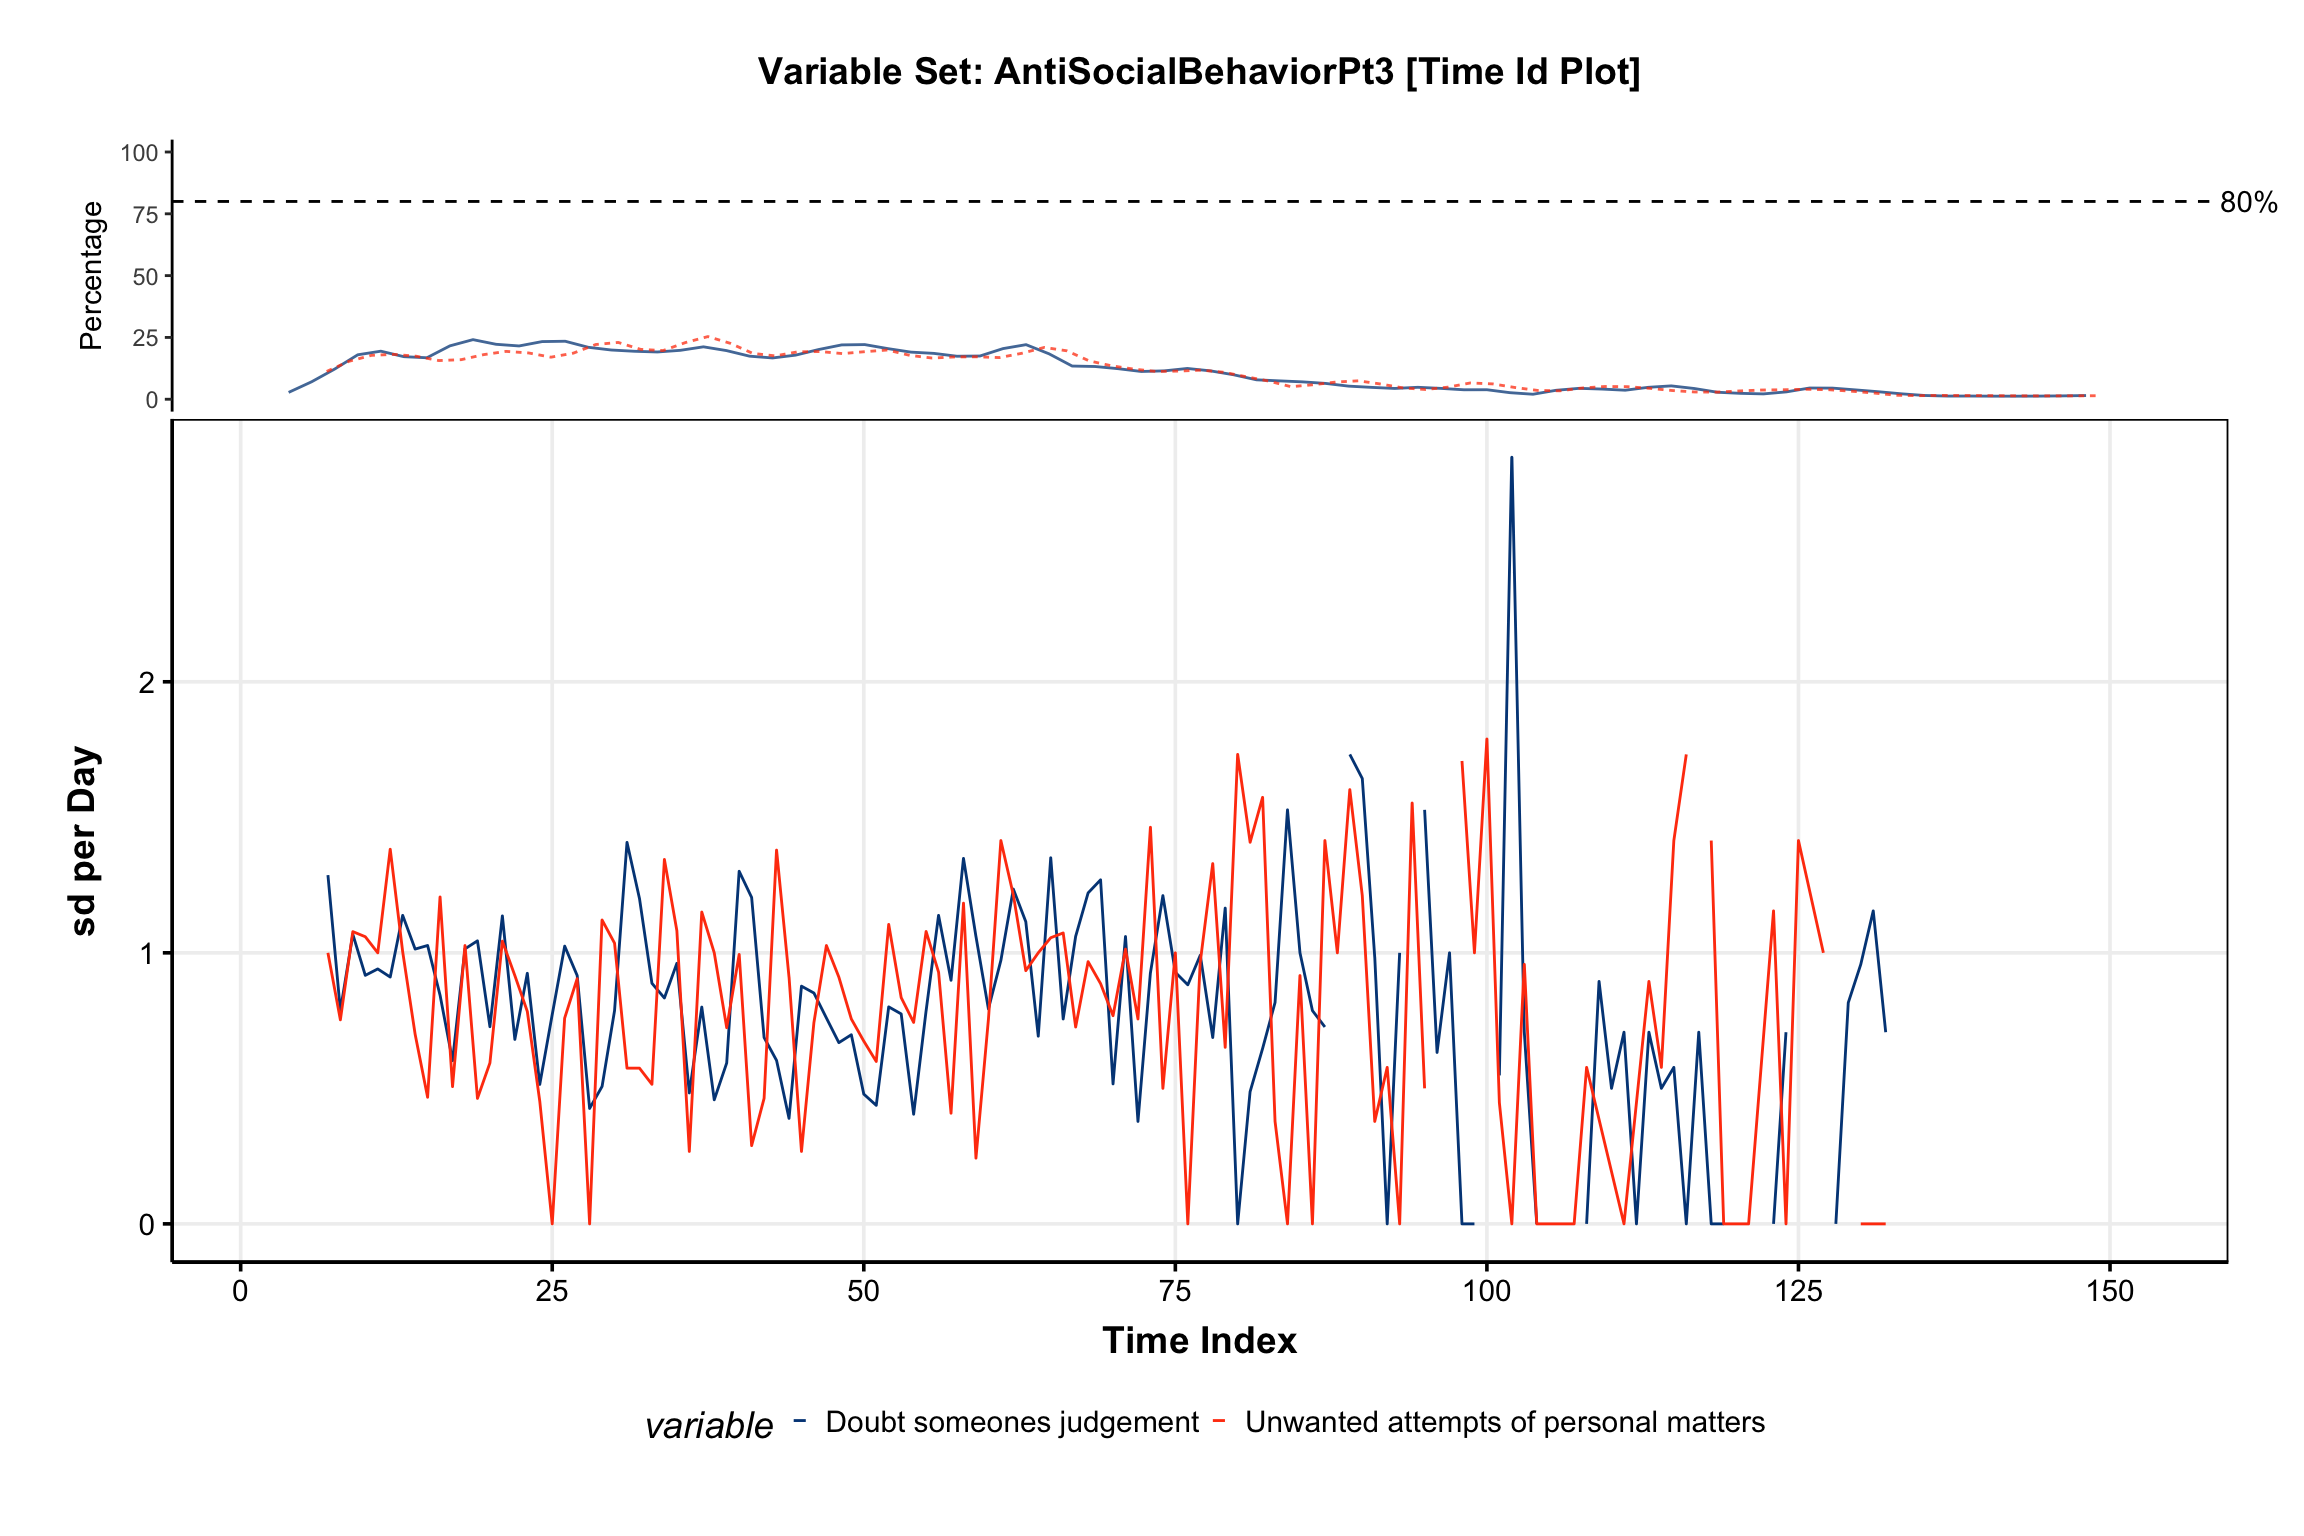 Variable Set: AntiSocialBehaviorPt3 [Time Id Plot]
100
75
50
25
0
Percentage
80%
2
1
0
sd per Day
0 25 50 75 100 125 150
Time Index
variable Doubt someones judgement Unwanted attempts of personal matters